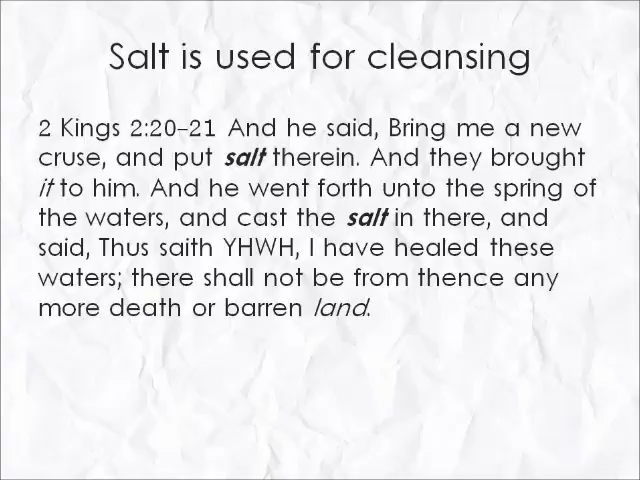 Salt is used for cleansing
2 Kings 2:20–21 And he said, Bring me a new
cruse, and put salt therein. And they brought
it to him. And he went forth unto the spring of
the waters, and cast the salt in there, and
said, Thus saith YHWH, I have healed these
waters; there shall not be from thence any
more death or barren land.